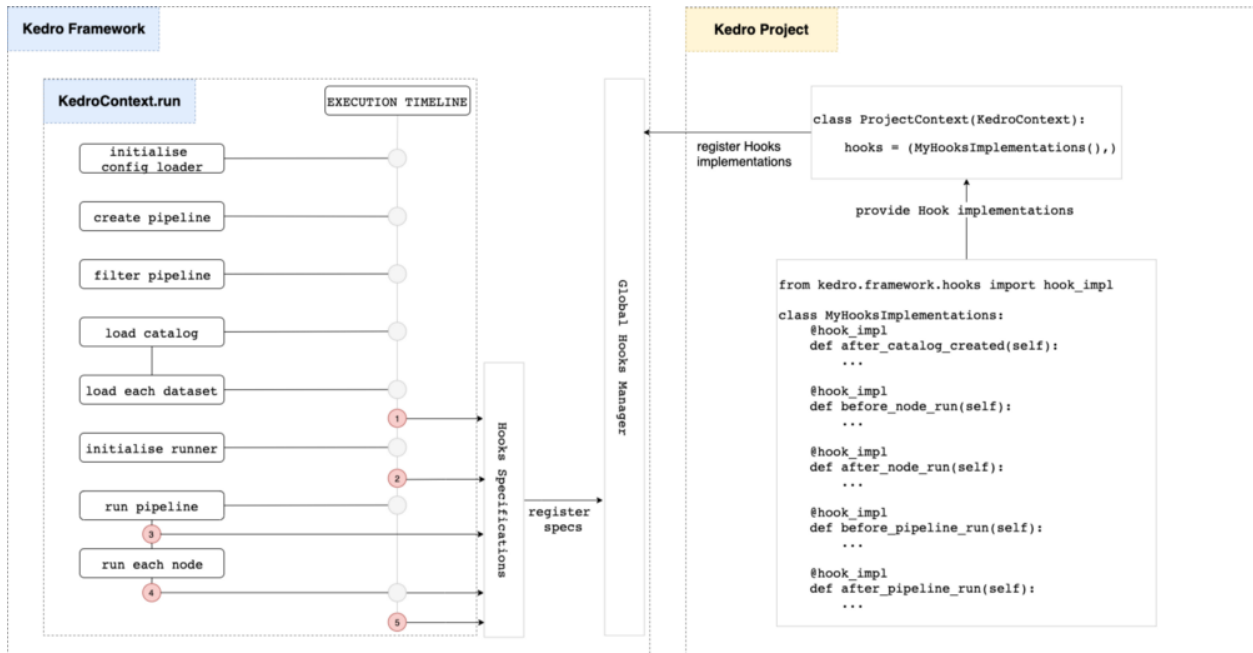 Kedro Framework
KedroContext.run
EXECUTION TIMELINE
initialise
config loader
create pipeline
filter pipeline
load catalog
load each dataset
1
initialise runner
2
run pipeline
3
run each node
4
5
Hooks Specifications
register
specs
Global Hooks Manager
Kedro Project
register Hooks
implementations
class ProjectContext(KedroContext):
hooks = (MyHooksImplementations(),)
provide Hook implementations
from kedro.framework.hooks import hook_impl
class MyHooksImplementations:
@hook_impl
def after_catalog_created(self):
...
@hook_impl
def before_node_run(self):
...
@hook_impl
def after_node_run(self):
...
@hook_impl
def before_pipeline_run(self):
...
@hook_impl
def after_pipeline_run(self):
...